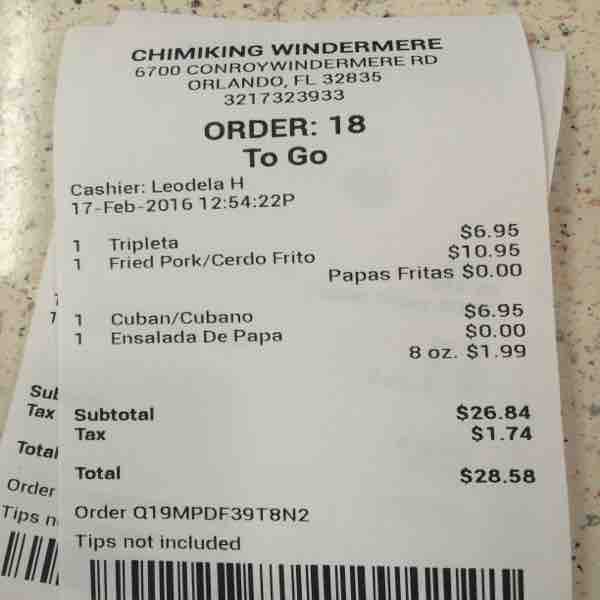 CHIMIKING WINDERMERE
6700 CONROYWINDERMERE RD
ORLANDO, FL 32835
3217323933
ORDER: 18
To Go
Cashier: Leodela H
17-Feb-2016 12:54:22P
1 Tripleta $6.95
1 Fried Pork/Cerdo Frito $10.95
Papas Fritas $0.00
1 Cuban/Cubano $6.95
1 Ensalada De Papa $0.00
8 oz. $1.99
Subtotal $26.84
Tax $1.74
Total $28.58
Order Q19MPDF39T8N2
Tips not included
Tax
Total
Order
Tips